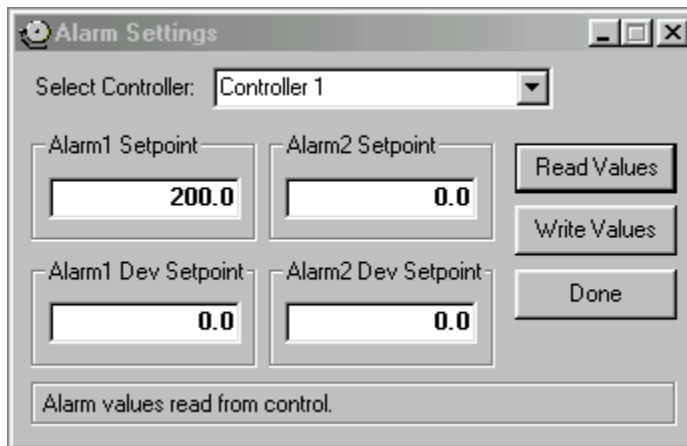 Alarm Settings
Select Controller: Controller 1
Alarm1 Setpoint
200.0
Alarm2 Setpoint
0.0
Read Values
Write Values
Alarm1 Dev Setpoint
0.0
Alarm2 Dev Setpoint
0.0
Done
Alarm values read from control.